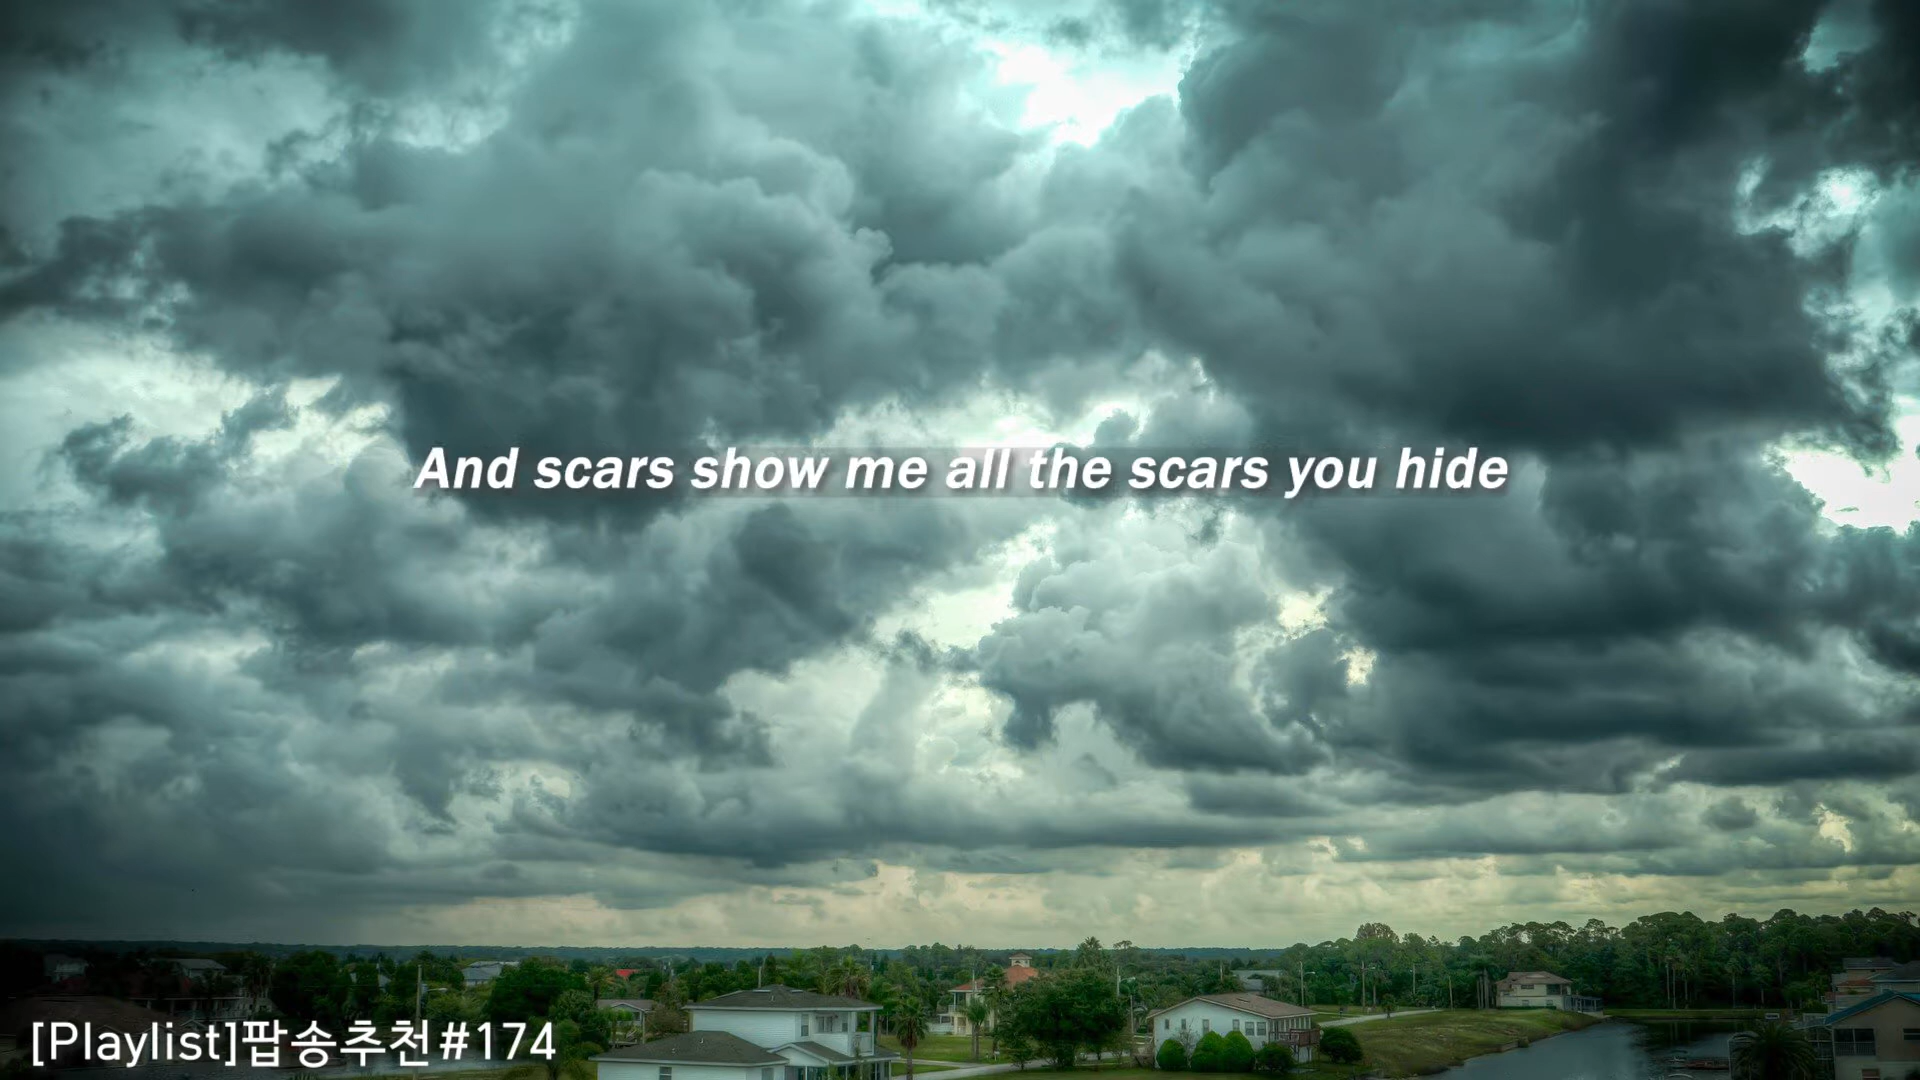 And scars show me all the scars you hide
[Playlist]팝송추천#174